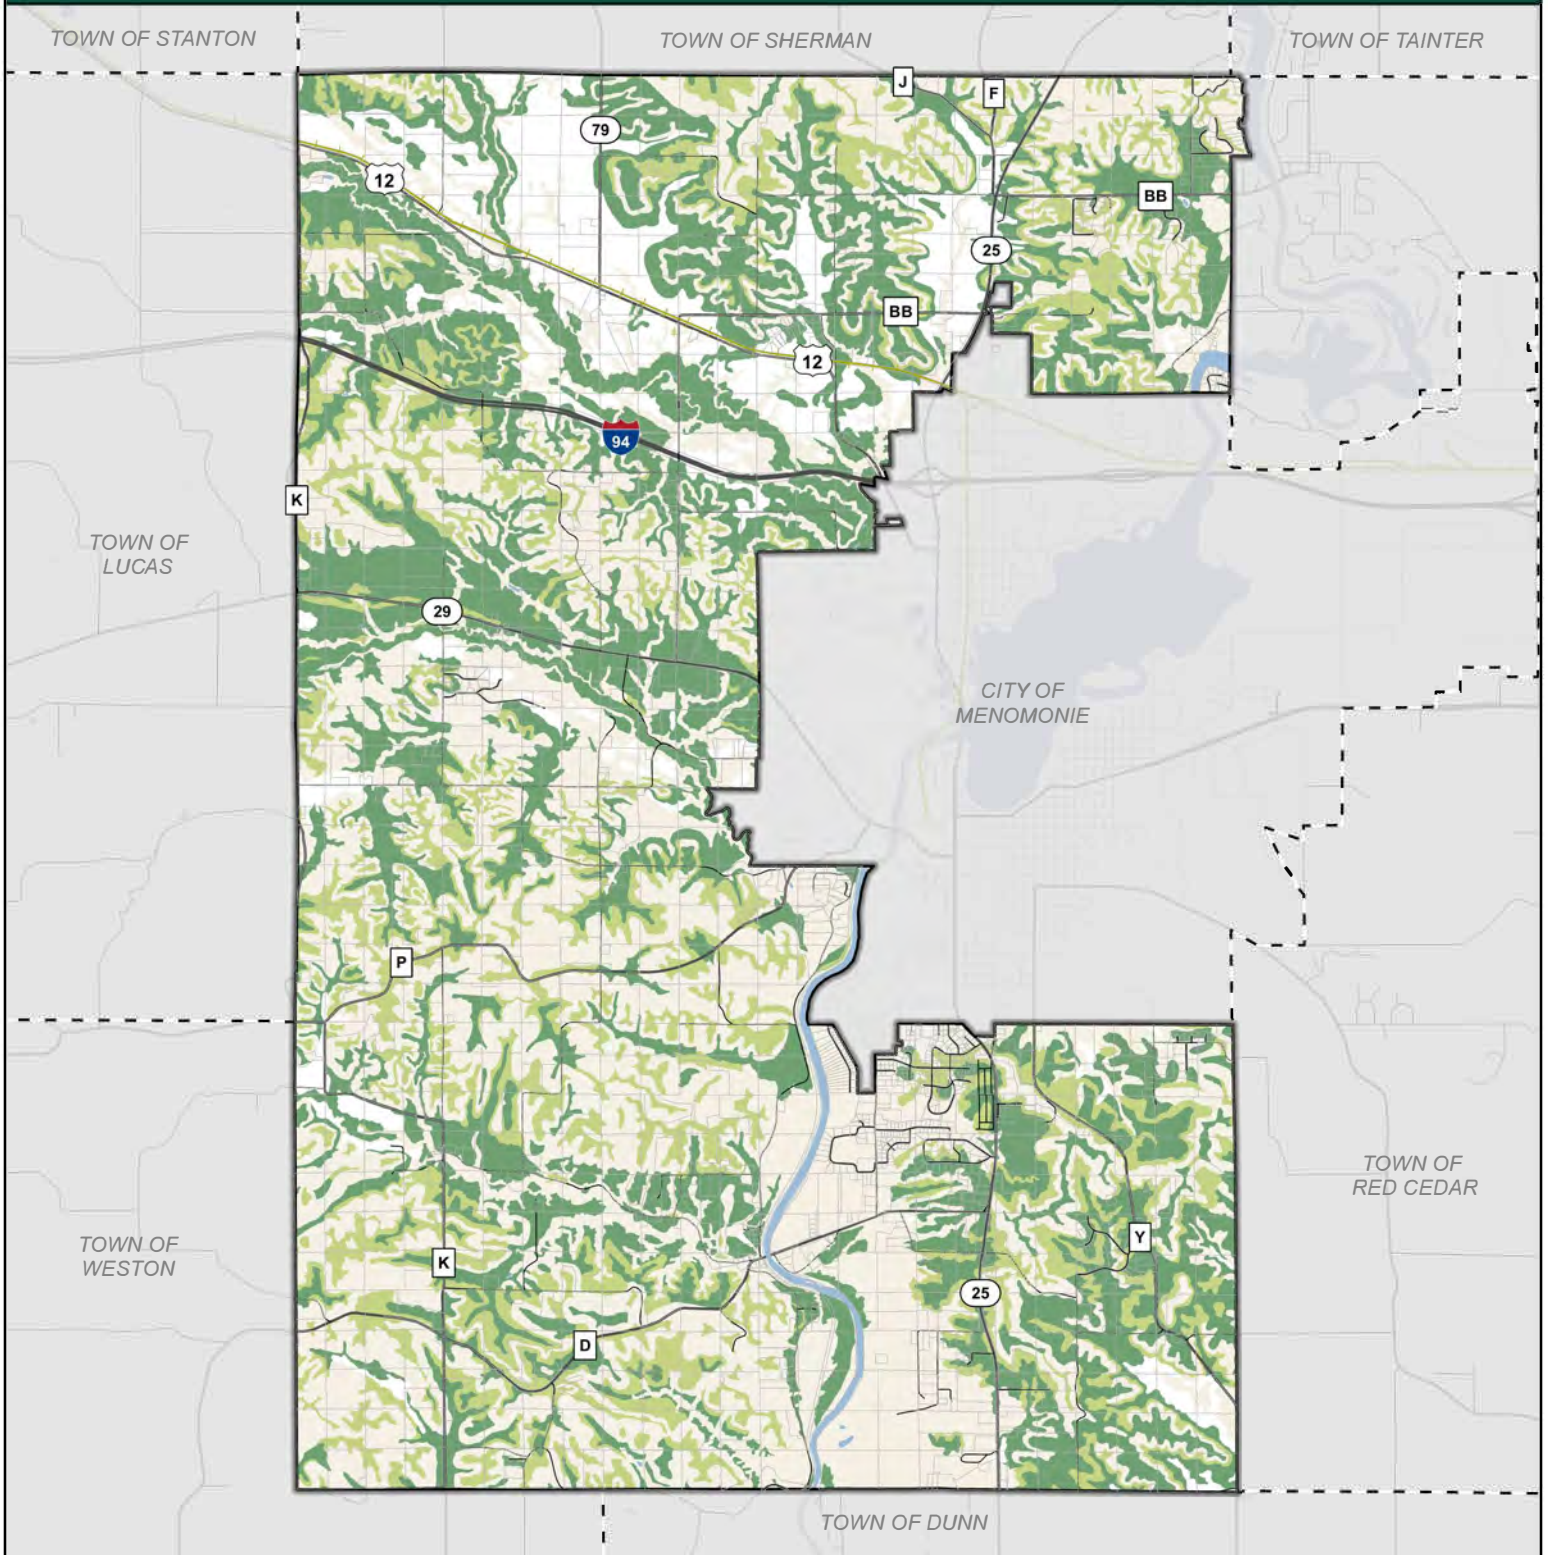 TOWN OF STANTON
TOWN OF SHERMAN
TOWN OF TAINTER
J
F
79
12
BB
25
BB
12
94
K
TOWN OF
LUCAS
29
CITY OF
MENOMONIE
P
TOWN OF
RED CEDAR
TOWN OF
WESTON
Y
K
25
D
TOWN OF DUNN